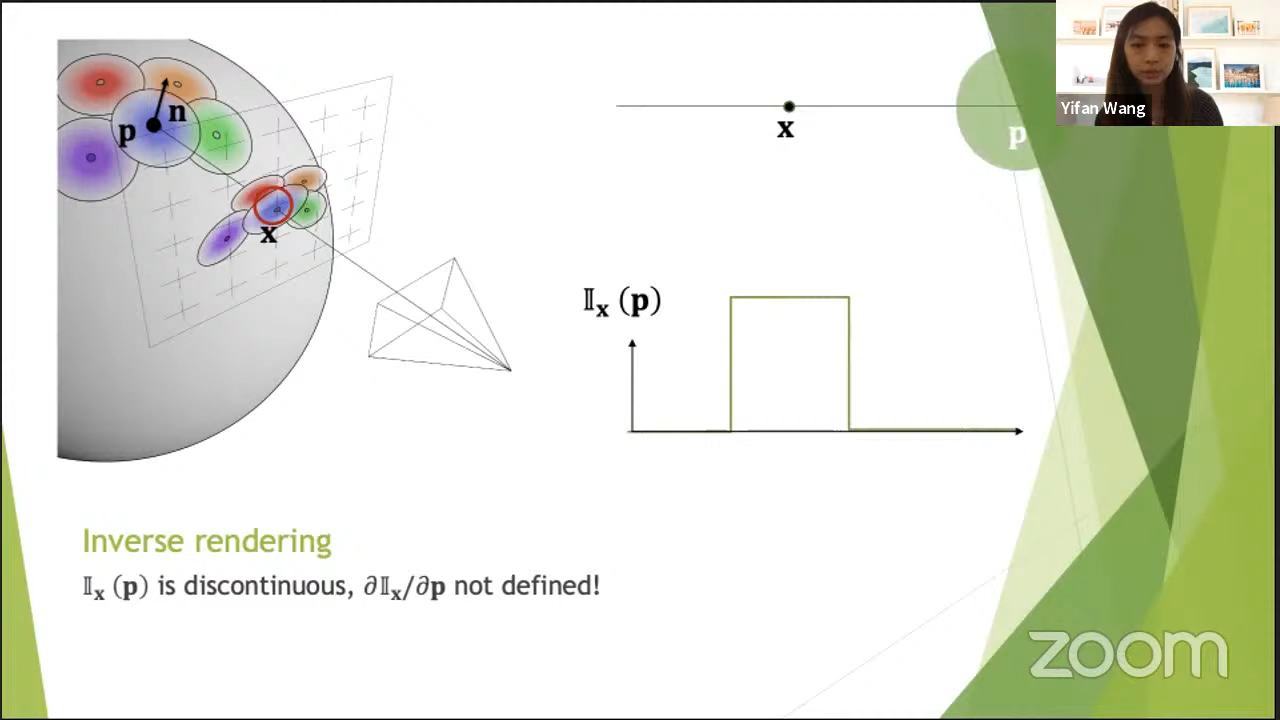 n
p
x
x
p
Yifan Wang
𝕀ₓ (p)
Inverse rendering
𝕀ₓ (p) is discontinuous, ∂𝕀ₓ/∂p not defined!
zoom